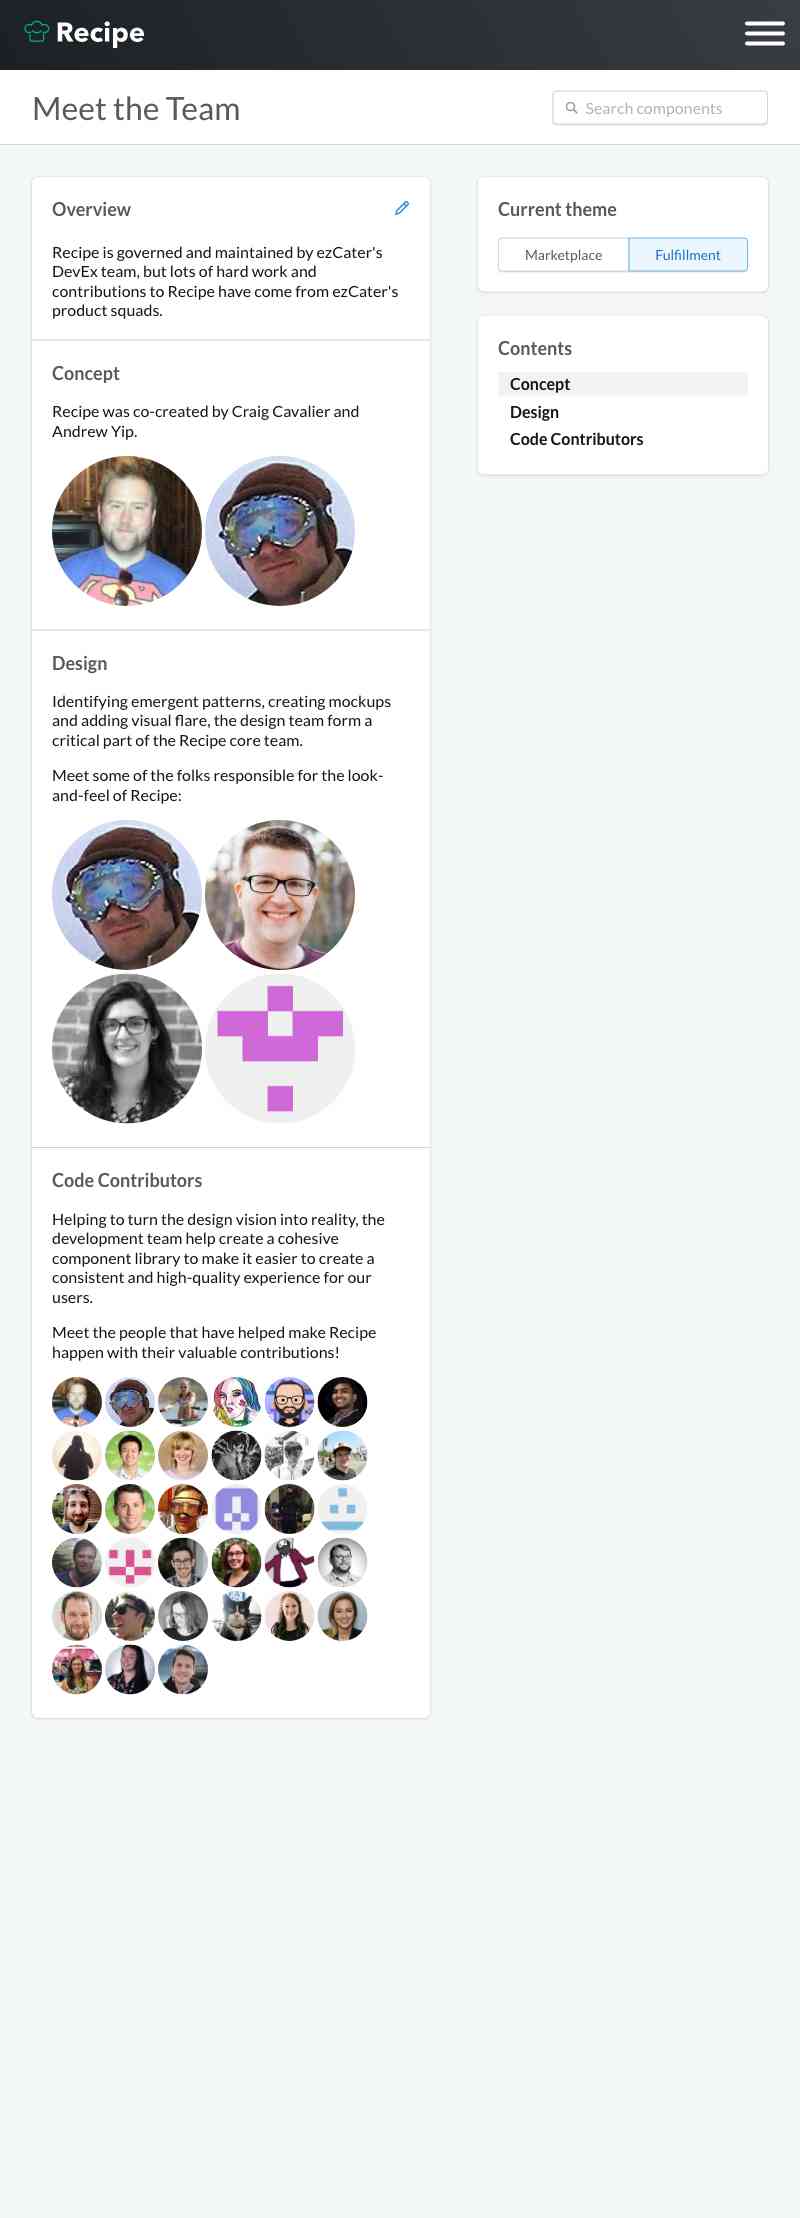 Recipe
Meet the Team
Search components
Overview
Recipe is governed and maintained by ezCater's
DevEx team, but lots of hard work and
contributions to Recipe have come from ezCater's
product squads.
Concept
Recipe was co-created by Craig Cavalier and
Andrew Yip.
Design
Identifying emergent patterns, creating mockups
and adding visual flare, the design team form a
critical part of the Recipe core team.
Meet some of the folks responsible for the look-
and-feel of Recipe:
Code Contributors
Helping to turn the design vision into reality, the
development team help create a cohesive
component library to make it easier to create a
consistent and high-quality experience for our
users.
Meet the people that have helped make Recipe
happen with their valuable contributions!
Current theme
Marketplace
Fulfillment
Contents
Concept
Design
Code Contributors